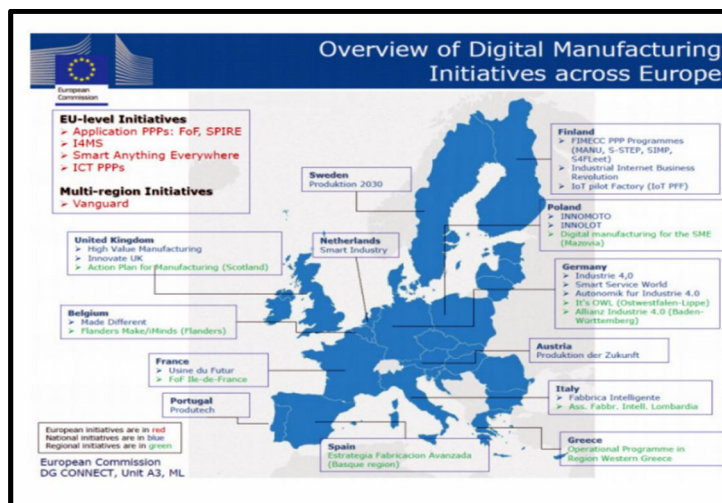 Overview of Digital Manufacturing
Initiatives across Europe
European
Commission
EU-level Initiatives
➢ Application PPPs: FoF, SPIRE
➢ I4MS
➢ Smart Anything Everywhere
➢ ICT PPPs
Multi-region Initiatives
➢ Vanguard
Finland
➢ FIMECC PPP Programmes
(MANU, S-STEP, SIMP,
S4FLeet)
➢ Industrial Internet Business
Revolution
➢ IoT pilot Factory (IoT PFF)
Sweden
Produktion 2030
Poland
➢ INNOMOTO
➢ INNOLOT
➢ Digital manufacturing for the SME
(Mazovia)
United Kingdom
➢ High Value Manufacturing
➢ Innovate UK
➢ Action Plan for Manufacturing (Scotland)
Netherlands
Smart Industry
Germany
➢ Industrie 4,0
➢ Smart Service World
➢ Autonomik fur Industrie 4.0
➢ It's OWL (Ostwestfalen-Lippe)
➢ Allianz Industrie 4.0 (Baden-
Württemberg)
Belgium
➢ Made Different
➢ Flanders Make/iMinds (Flanders)
Austria
Produktion der Zukunft
France
➢ Usine du Futur
➢ FoF Ile-de-France
Italy
➢ Fabbrica Intelligente
➢ Ass. Fabbr. Intell. Lombardia
Portugal
Produtech
European initiatives are in red
National initiatives are in blue
Regional initiatives are in green
Spain
Estrategia Fabricacion Avanzada
(Basque region)
Greece
Operational Programme in
Region Western Greece
European Commission
DG CONNECT, Unit A3, ML